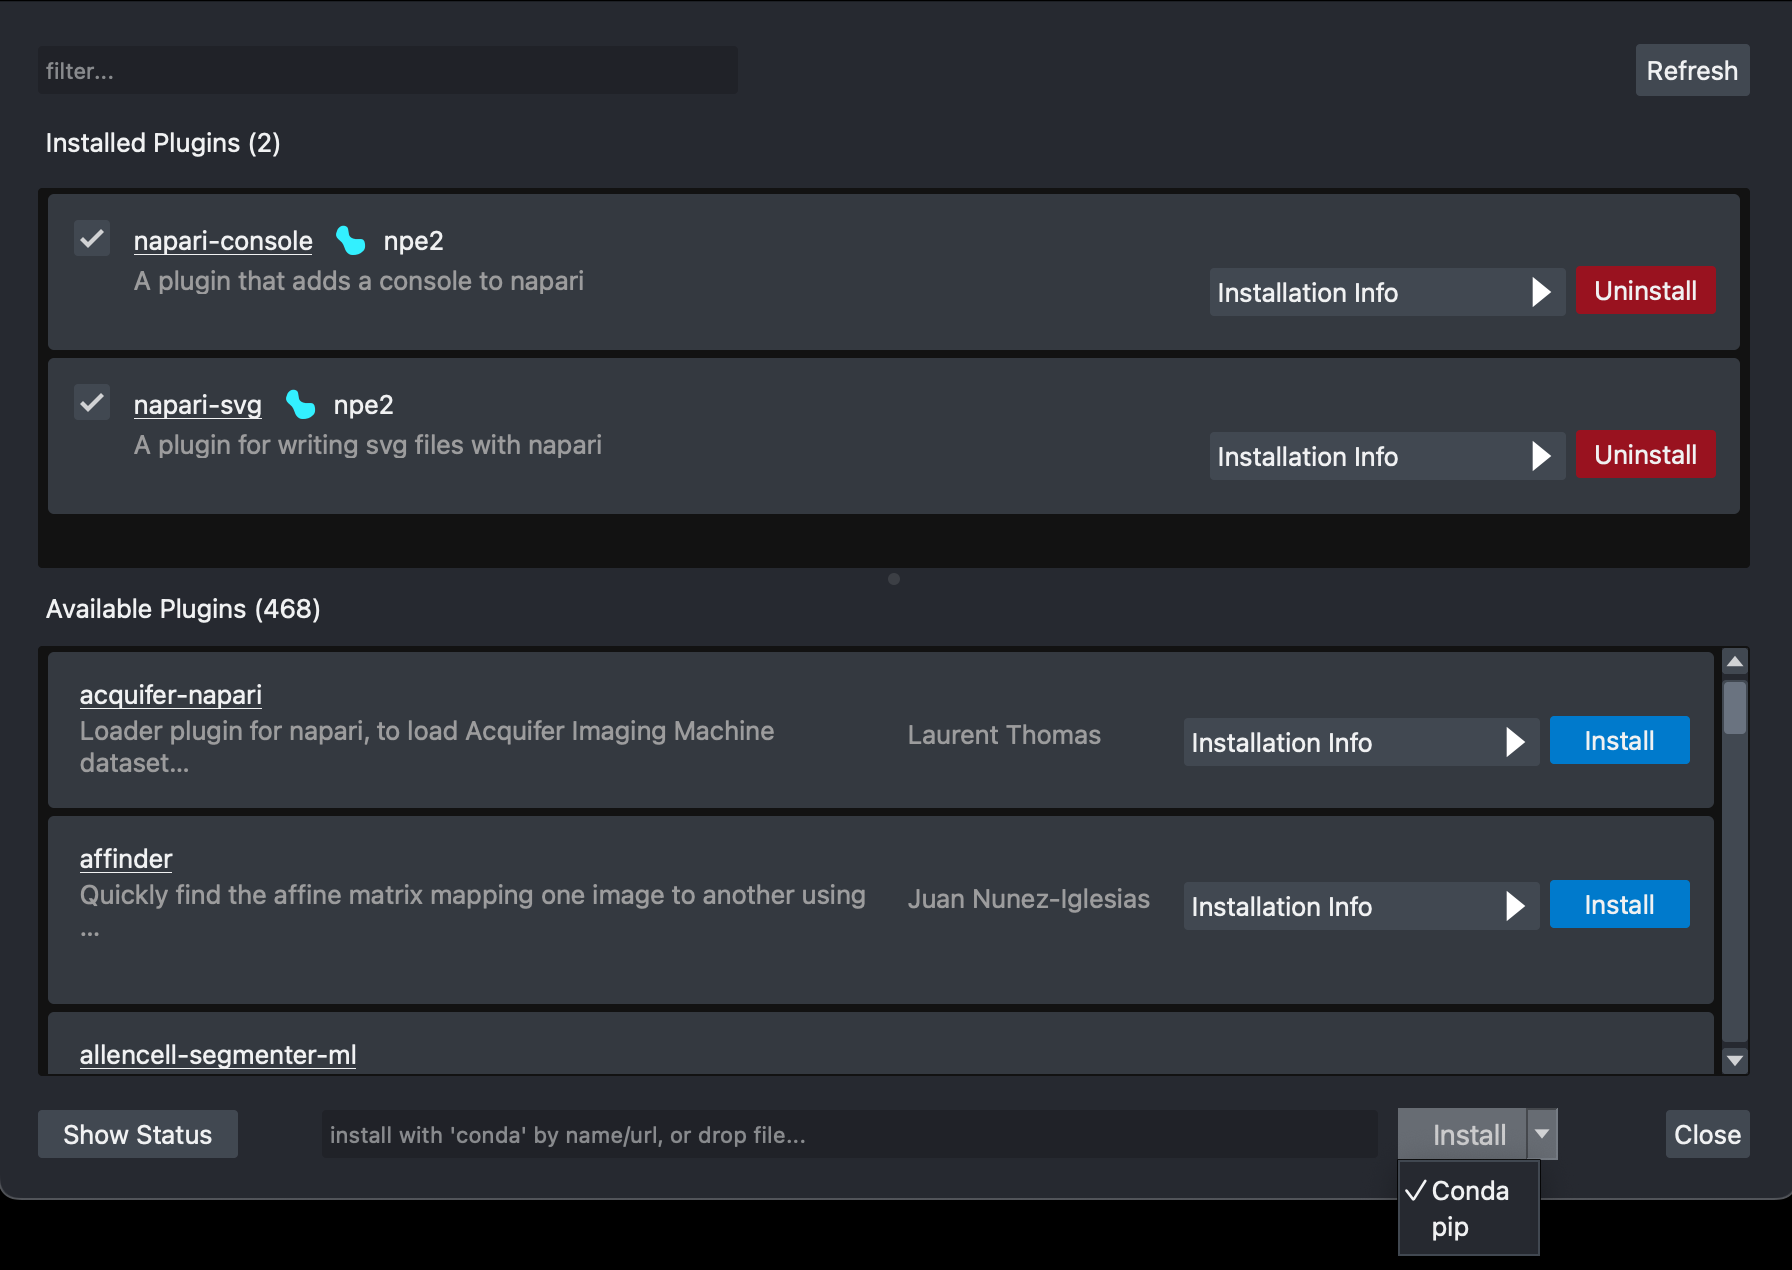 filter...
Refresh
Installed Plugins (2)
napari-console npe2
A plugin that adds a console to napari
Installation Info
Uninstall
napari-svg npe2
A plugin for writing svg files with napari
Installation Info
Uninstall
Available Plugins (468)
acquifer-napari
Loader plugin for napari, to load Acquifer Imaging Machine
dataset...
Laurent Thomas
Installation Info
Install
affinder
Quickly find the affine matrix mapping one image to another using
...
Juan Nunez-Iglesias
Installation Info
Install
allencell-segmenter-ml
Show Status
install with 'conda' by name/url, or drop file...
Install
Close
Conda
pip